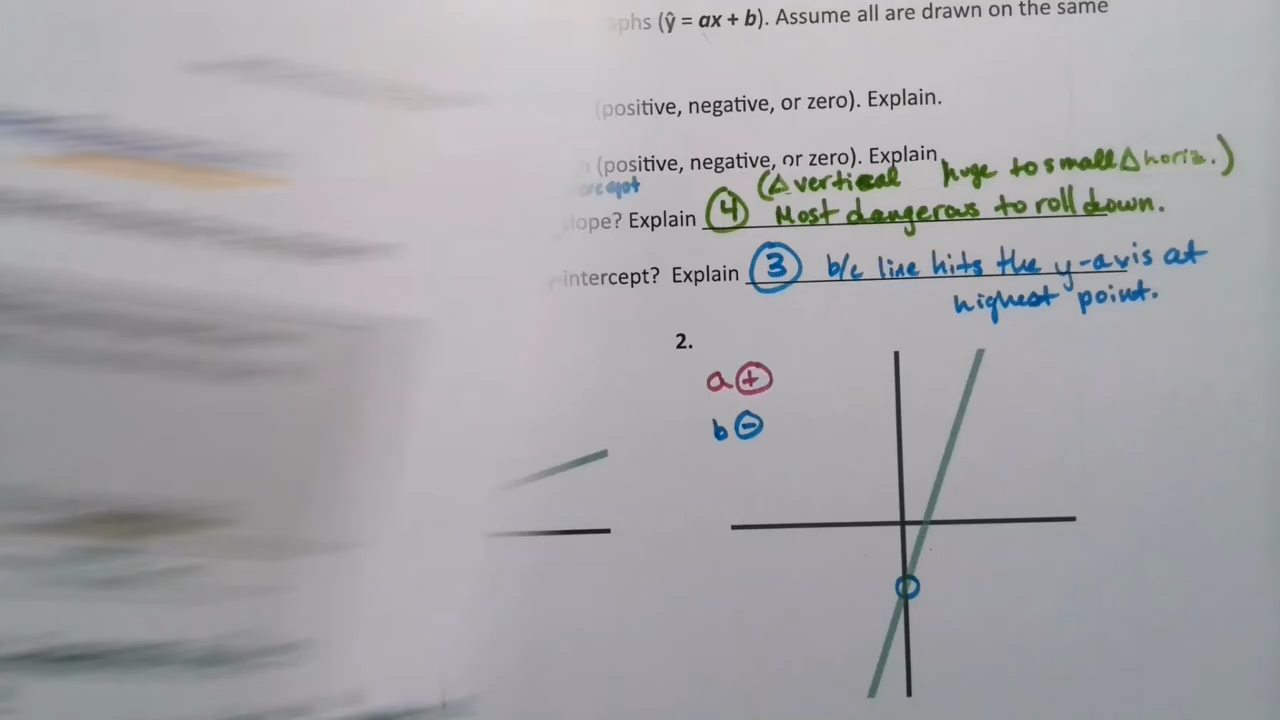 (ŷ = ax + b). Assume all are drawn on the same
(positive, negative, or zero). Explain.
(positive, negative, or zero). Explain
(Δ vertical huge to small Δ horiz.)
slope? Explain ④ Most dangerous to roll down.
y-intercept? Explain ③ b/c line hits the y-axis at
highest point.
2.
a ⊕
b ⊖